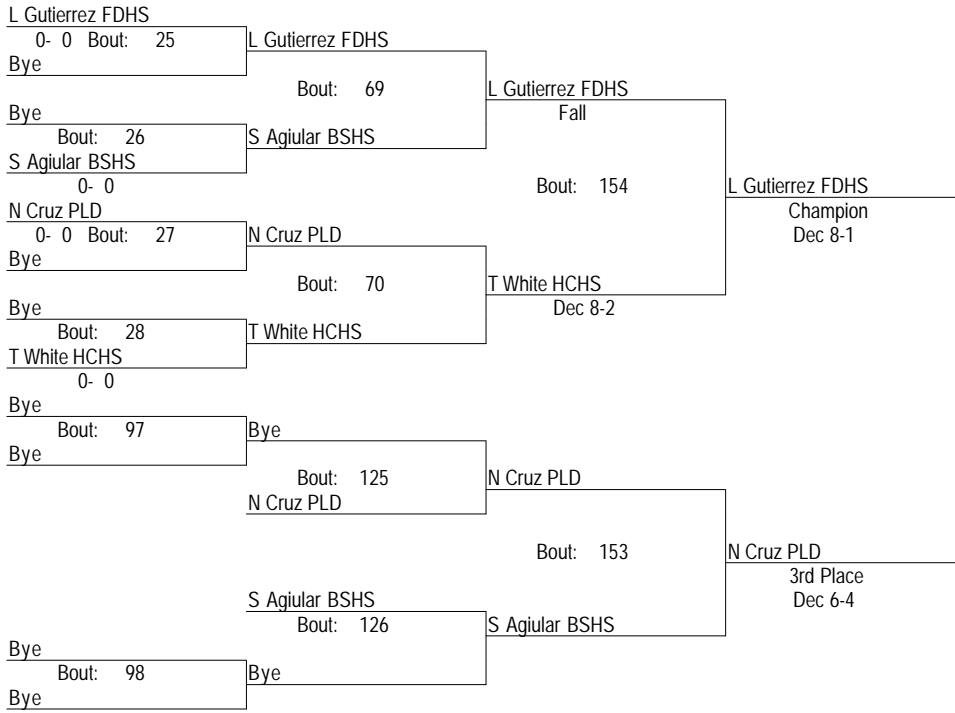 L Gutierrez FDHS
0- 0 Bout: 25
L Gutierrez FDHS
Bye
Bout: 69
L Gutierrez FDHS
Bye
Fall
Bout: 26
S Agiular BSHS
S Agiular BSHS
0- 0
Bout: 154
L Gutierrez FDHS
N Cruz PLD
Champion
0- 0 Bout: 27
N Cruz PLD
Dec 8-1
Bye
Bout: 70
T White HCHS
Bye
Dec 8-2
Bout: 28
T White HCHS
T White HCHS
0- 0
Bye
Bout: 97
Bye
Bye
Bout: 125
N Cruz PLD
N Cruz PLD
Bout: 153
N Cruz PLD
3rd Place
S Agiular BSHS
Dec 6-4
Bout: 126
S Agiular BSHS
Bye
Bout: 98
Bye
Bye